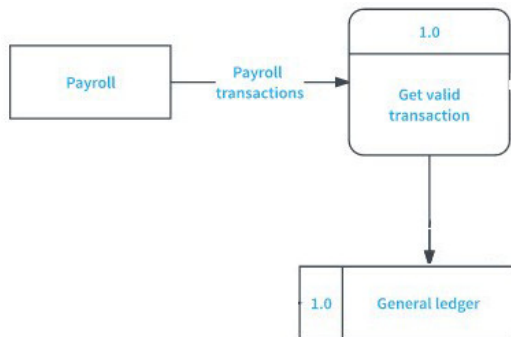 1.0
Payroll
Payroll
transactions
Get valid
transaction
1.0
General ledger